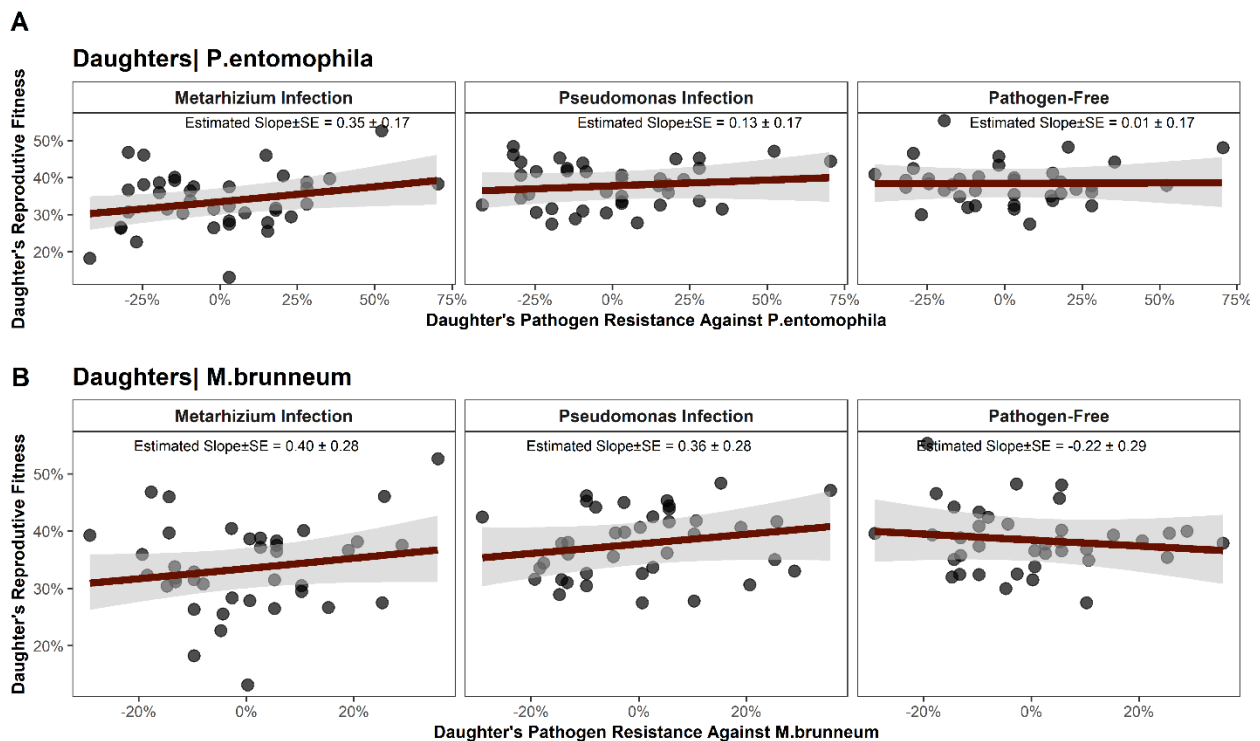 A
Daughters| P.entomophila
Metarhizium Infection
Pseudomonas Infection
Pathogen-Free
Estimated Slope±SE = 0.35 ± 0.17
Estimated Slope±SE = 0.13 ± 0.17
Estimated Slope±SE = 0.01 ± 0.17
Daughter's Reproductive Fitness
50%
40%
30%
20%
-25% 0% 25% 50% 75% -25% 0% 25% 50% 75% -25% 0% 25% 50% 75%
Daughter's Pathogen Resistance Against P.entomophila
B
Daughters| M.brunneum
Metarhizium Infection
Pseudomonas Infection
Pathogen-Free
Estimated Slope±SE = 0.40 ± 0.28
Estimated Slope±SE = 0.36 ± 0.28
Estimated Slope±SE = -0.22 ± 0.29
Daughter's Reproductive Fitness
50%
40%
30%
20%
-20% 0% 20% -20% 0% 20% -20% 0% 20%
Daughter's Pathogen Resistance Against M.brunneum